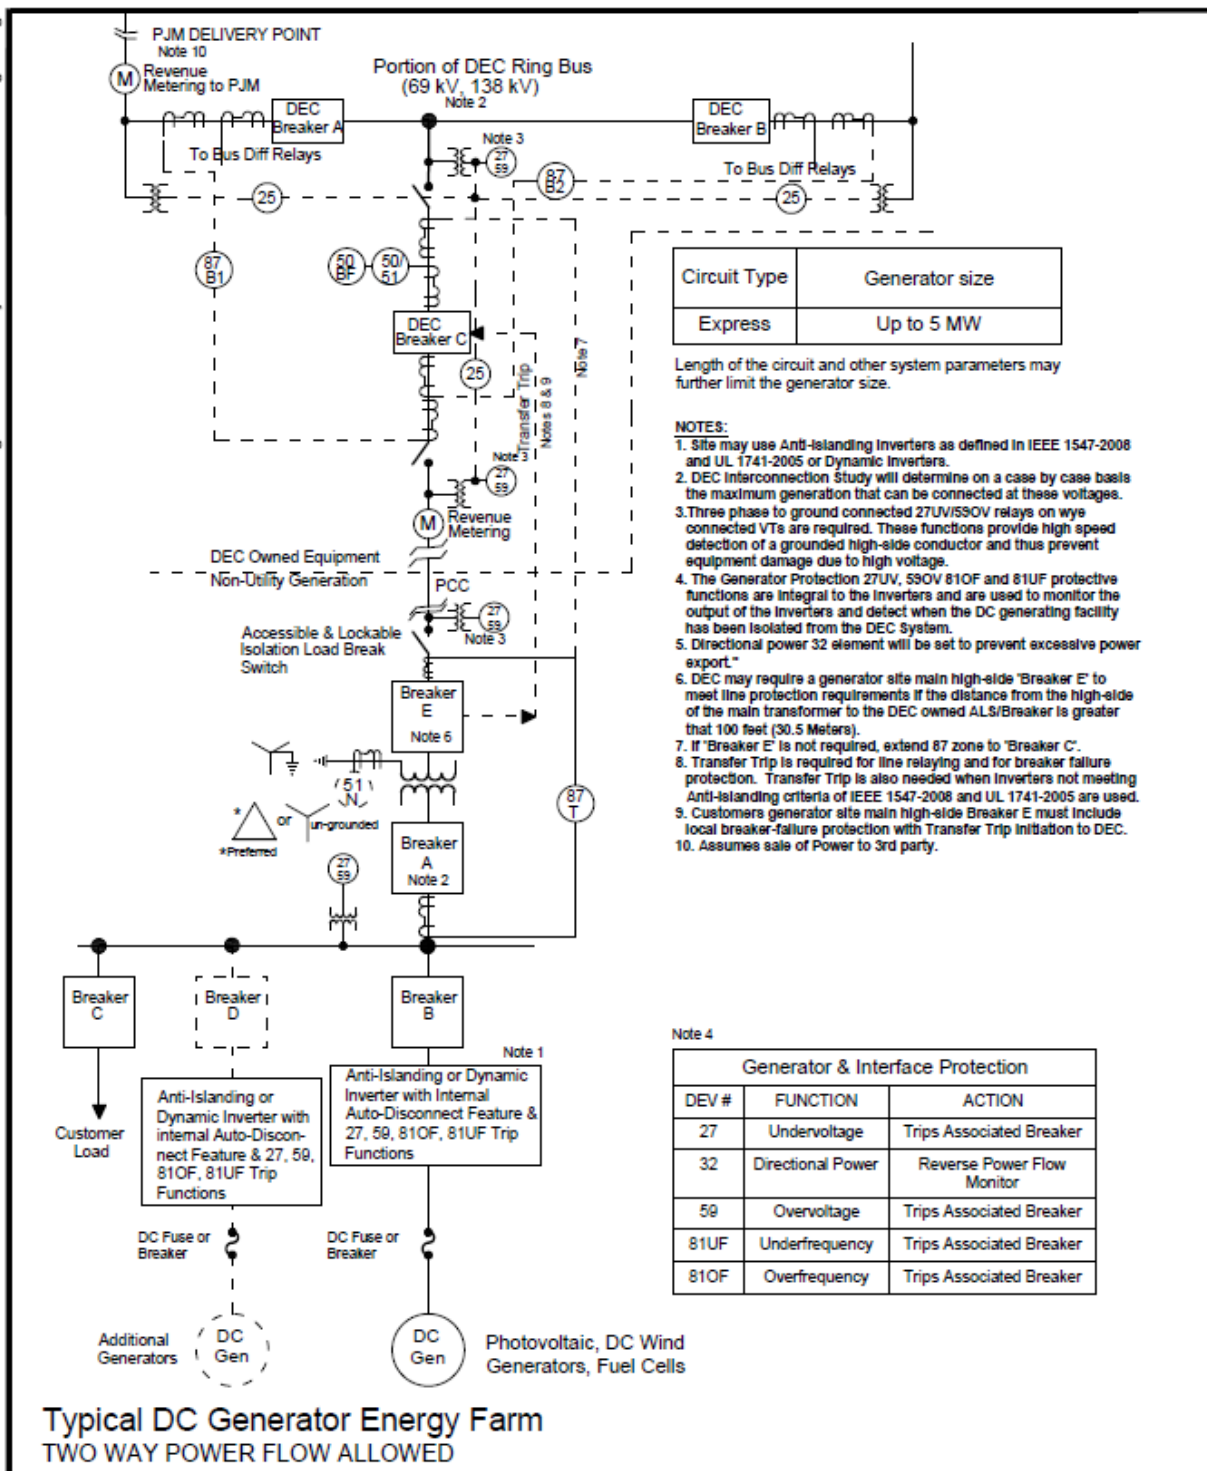 PJM DELIVERY POINT
Note 10
M
Revenue
Metering to PJM
Portion of DEC Ring Bus
(69 kV, 138 kV)
Note 2
DEC
Breaker A
DEC
Breaker B
To Bus Diff Relays
Note 3
27
59
87
B2
To Bus Diff Relays
25
25
87
B1
50
BF
50/
51
DEC
Breaker C
25
Transfer Trip
Notes 8 & 9
Note 7
Circuit Type
Generator size
Express
Up to 5 MW
Length of the circuit and other system parameters may
further limit the generator size.
Note 3
27
59
M
Revenue
Metering
DEC Owned Equipment
Non-Utility Generation
PCC
27
59
Note 3
Accessible & Lockable
Isolation Load Break
Switch
Breaker
E
Note 6
51
N
* or
un-grounded
*Preferred
87
T
Breaker
A
Note 2
27
59
NOTES:
1. Site may use Anti-Islanding Inverters as defined in IEEE 1547-2008
and UL 1741-2005 or Dynamic Inverters.
2. DEC Interconnection Study will determine on a case by case basis
the maximum generation that can be connected at these voltages.
3.Three phase to ground connected 27UV/59OV relays on wye
connected VTs are required. These functions provide high speed
detection of a grounded high-side conductor and thus prevent
equipment damage due to high voltage.
4. The Generator Protection 27UV, 59OV 81OF and 81UF protective
functions are integral to the inverters and are used to monitor the
output of the inverters and detect when the DC generating facility
has been isolated from the DEC System.
5. Directional power 32 element will be set to prevent excessive power
export."
6. DEC may require a generator site main high-side "Breaker E" to
meet line protection requirements if the distance from the high-side
of the main transformer to the DEC owned ALS/Breaker is greater
that 100 feet (30.5 Meters).
7. If "Breaker E" is not required, extend 87 zone to "Breaker C".
8. Transfer Trip is required for line relaying and for breaker failure
protection. Transfer Trip is also needed when inverters not meeting
Anti-islanding criteria of IEEE 1547-2008 and UL 1741-2005 are used.
9. Customers generator site main high-side Breaker E must include
local breaker-failure protection with Transfer Trip initiation to DEC.
10. Assumes sale of Power to 3rd party.
Breaker
C
Breaker
D
Breaker
B
Note 1
Customer
Load
Anti-Islanding or
Dynamic Inverter with
internal Auto-Discon-
nect Feature & 27, 59,
81OF, 81UF Trip
Functions
Anti-Islanding or Dynamic
Inverter with Internal
Auto-Disconnect Feature &
27, 59, 81OF, 81UF Trip
Functions
DC Fuse or
Breaker
DC Fuse or
Breaker
Additional
Generators
DC
Gen
DC
Gen
Photovoltaic, DC Wind
Generators, Fuel Cells
Note 4
Generator & Interface Protection
DEV # FUNCTION ACTION
27 Undervoltage Trips Associated Breaker
32 Directional Power Reverse Power Flow
Monitor
59 Overvoltage Trips Associated Breaker
81UF Underfrequency Trips Associated Breaker
81OF Overfrequency Trips Associated Breaker
Typical DC Generator Energy Farm
TWO WAY POWER FLOW ALLOWED